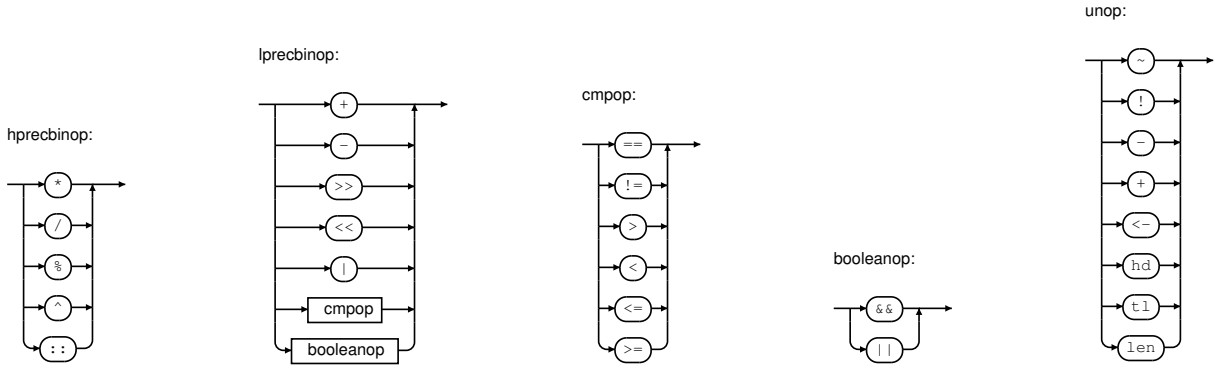 hprecbinop:
*
/
%
^
::
lprecbinop:
+
-
>>
<<
|
cmpop
booleanop
cmpop:
==
!=
>
<
<=
>=
booleanop:
&&
||
unop:
~
!
-
+
<-
hd
tl
len